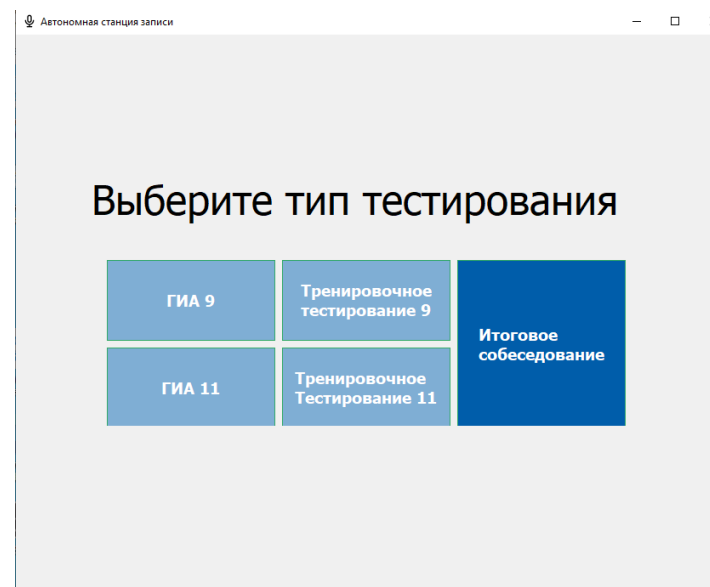 Автономная станция записи
Выберите тип тестирования
ГИА 9
Тренировочное
тестирование 9
Итоговое
собеседование
ГИА 11
Тренировочное
Тестирование 11